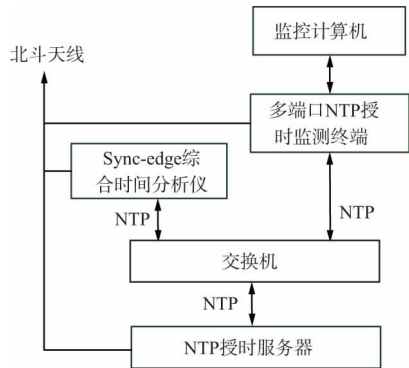 监控计算机
北斗天线
多端口NTP授
时监测终端
Sync-edge综
合时间分析仪
NTP
NTP
交换机
NTP
NTP授时服务器